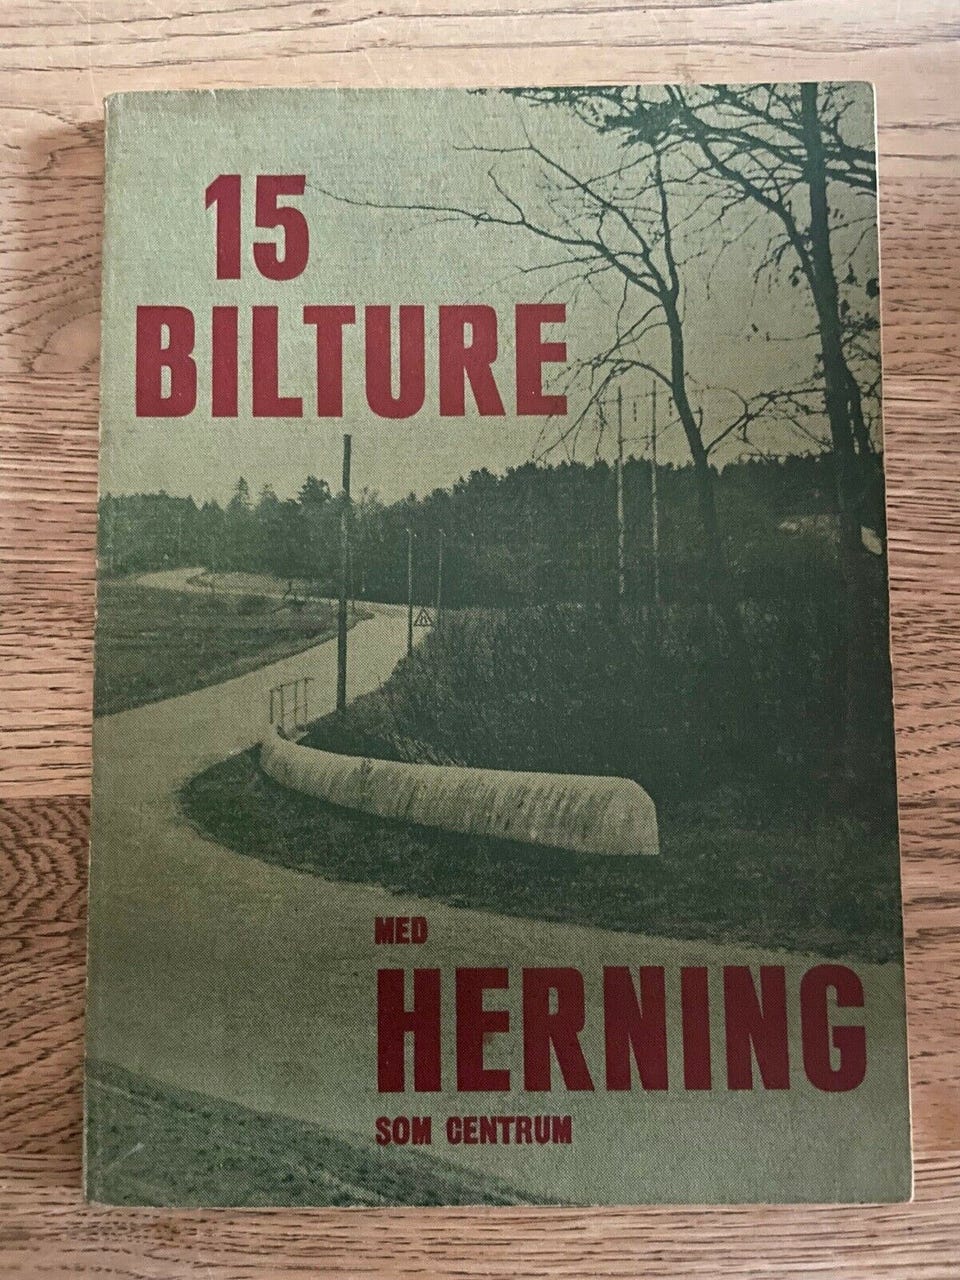 15
BILTURE
MED
HERNING
SOM CENTRUM